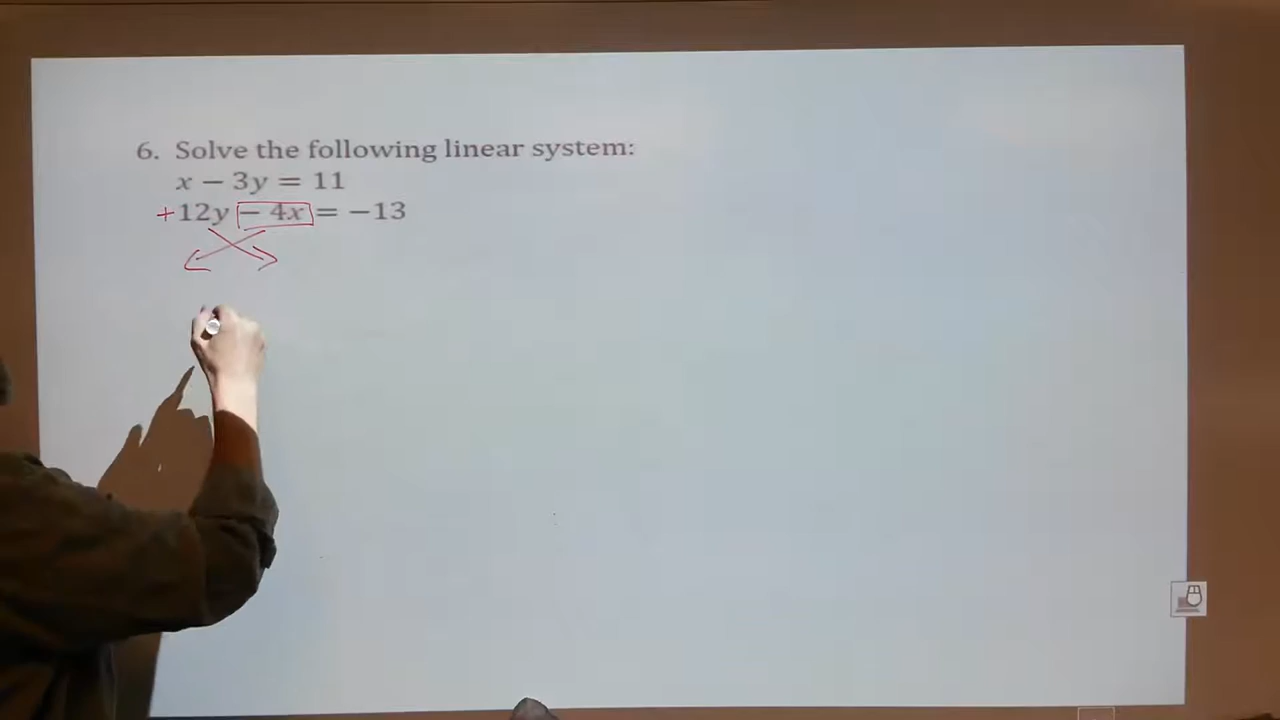 6. Solve the following linear system:
x − 3y = 11
+12y − 4x = −13